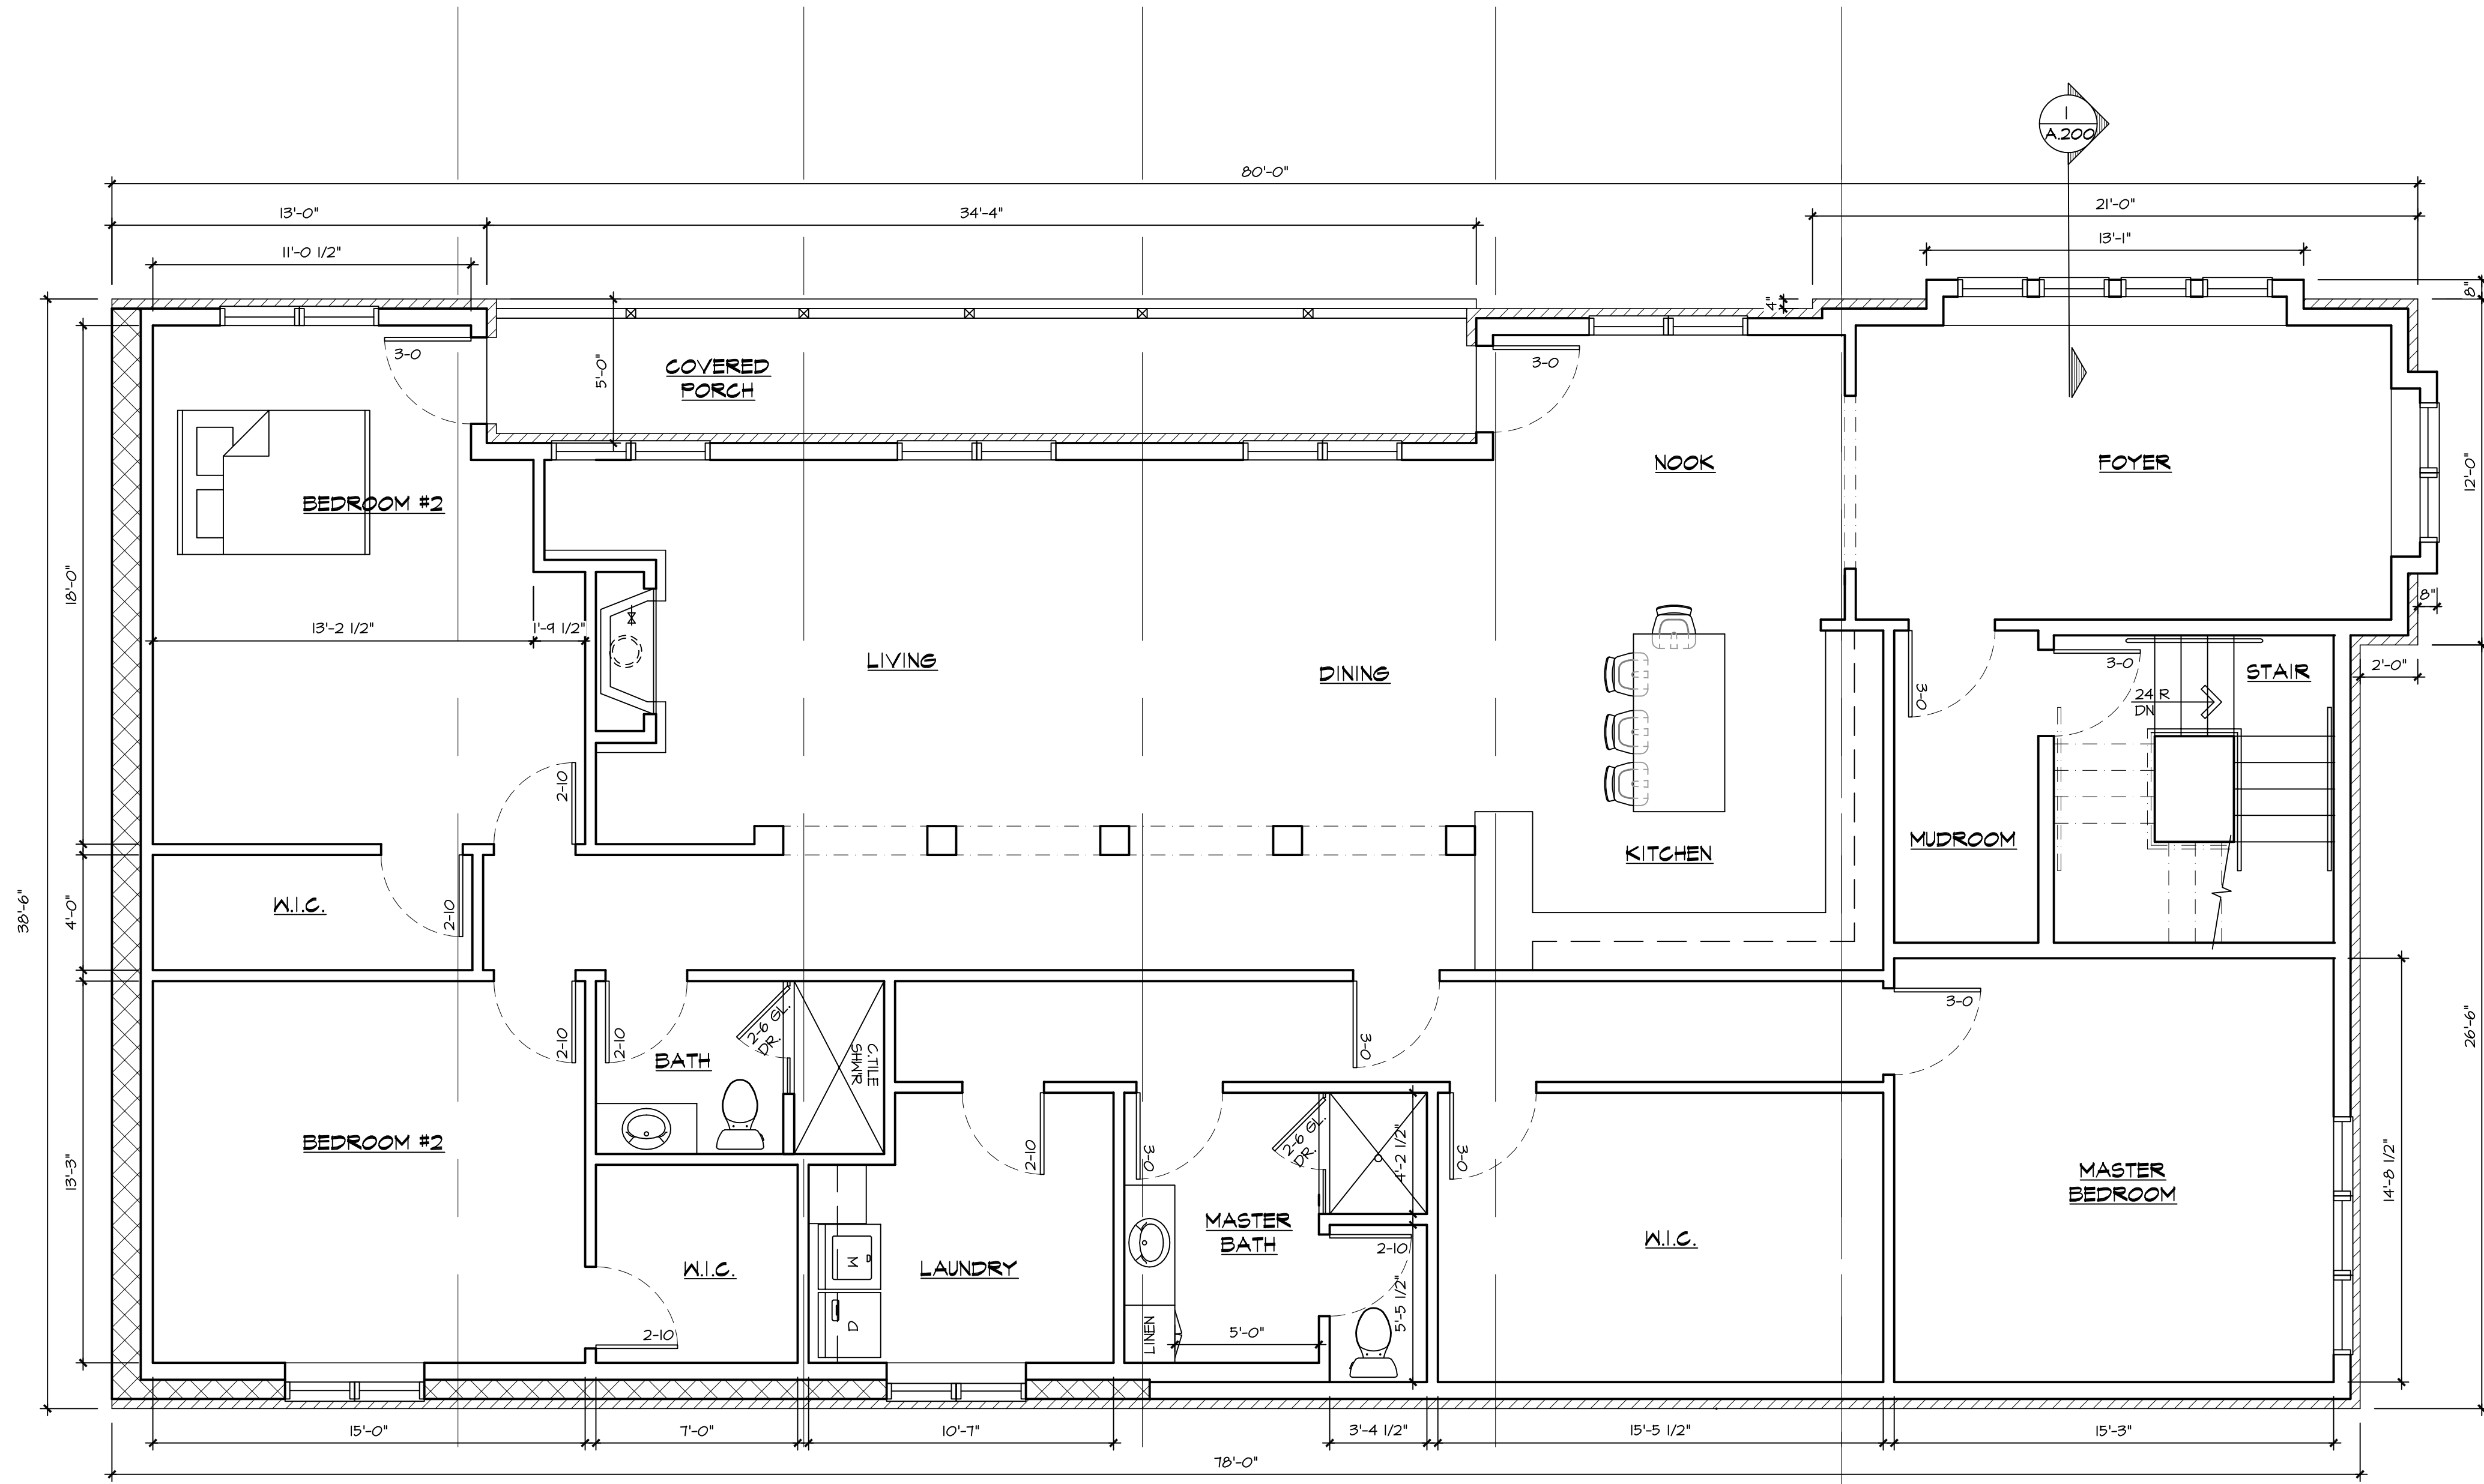 1
A.200
80'-0"
13'-0"
34'-4"
21'-0"
11'-0 1/2"
13'-1"
8"
4"
3-0
COVERED
PORCH
5'-0"
3-0
NOOK
FOYER
12'-0"
BEDROOM #2
18'-0"
8"
13'-2 1/2"
1'-9 1/2"
LIVING
DINING
3-0
STAIR
2'-0"
3-0
24 R
DN
2-10
MUDROOM
KITCHEN
38'-6"
4'-0"
W.I.C.
2-10
3-0
26'-6"
2-10
2-10
BATH
2-6 GL.
DR.
C.TILE
SHW'R
3-0
BEDROOM #2
13'-3"
2-10
3-0
2-6 GL.
DR.
4'-2 1/2"
3-0
14'-8 1/2"
MASTER
BEDROOM
MASTER
BATH
W.I.C.
2-10
W
LAUNDRY
W.I.C.
5'-5 1/2"
D
2-10
LINEN
5'-0"
15'-0"
7'-0"
10'-7"
3'-4 1/2"
15'-5 1/2"
15'-3"
78'-0"